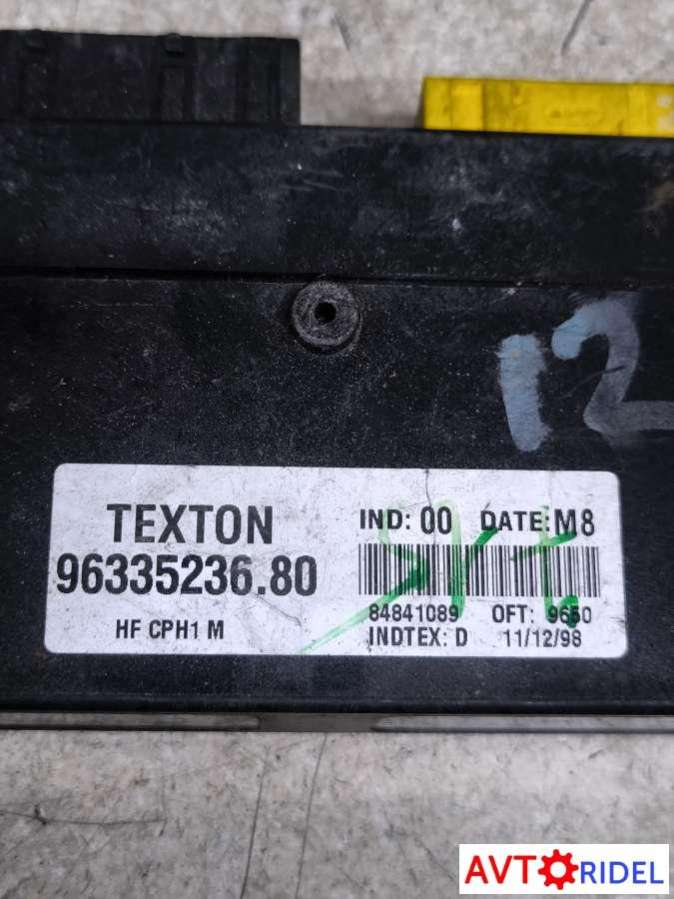 12
TEXTON
96335236.80
HF CPH1 M
IND: 00 DATE: M8
84841089 OFT: 9650
INDTEX: D 11/12/98
AVTORIDEL